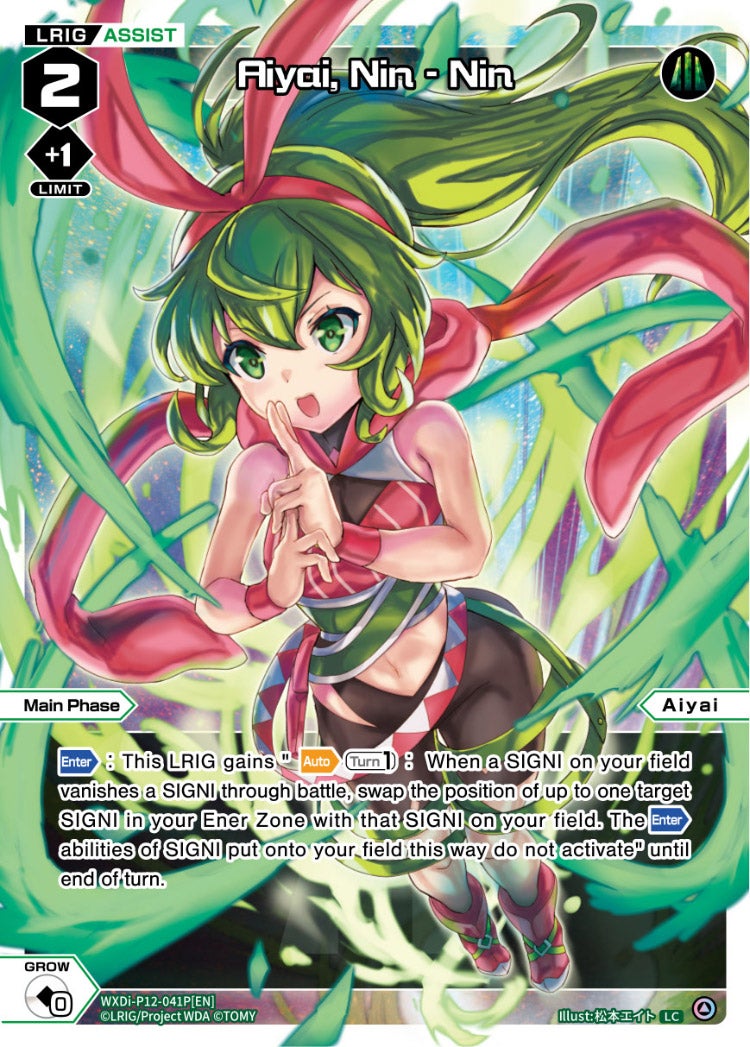 LRIG ASSIST
Aiyai, Nin - Nin
2
+1
LIMIT
Main Phase
Aiyai
Enter : This LRIG gains " Auto Turn 1 : When a SIGNI on your field
vanishes a SIGNI through battle, swap the position of up to one target
SIGNI in your Ener Zone with that SIGNI on your field. The Enter
abilities of SIGNI put onto your field this way do not activate" until
end of turn.
GROW
0
WXDi-P12-041P[EN]
©LRIG/Project WDA ©TOMY
Illust:松本エイト LC